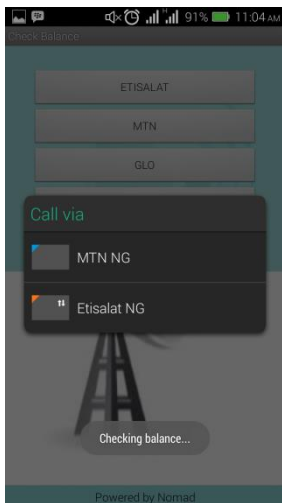 91% 11:04 AM
Check Balance
ETISALAT
MTN
GLO
Call via
MTN NG
Etisalat NG
Checking balance...
Powered by Nomad